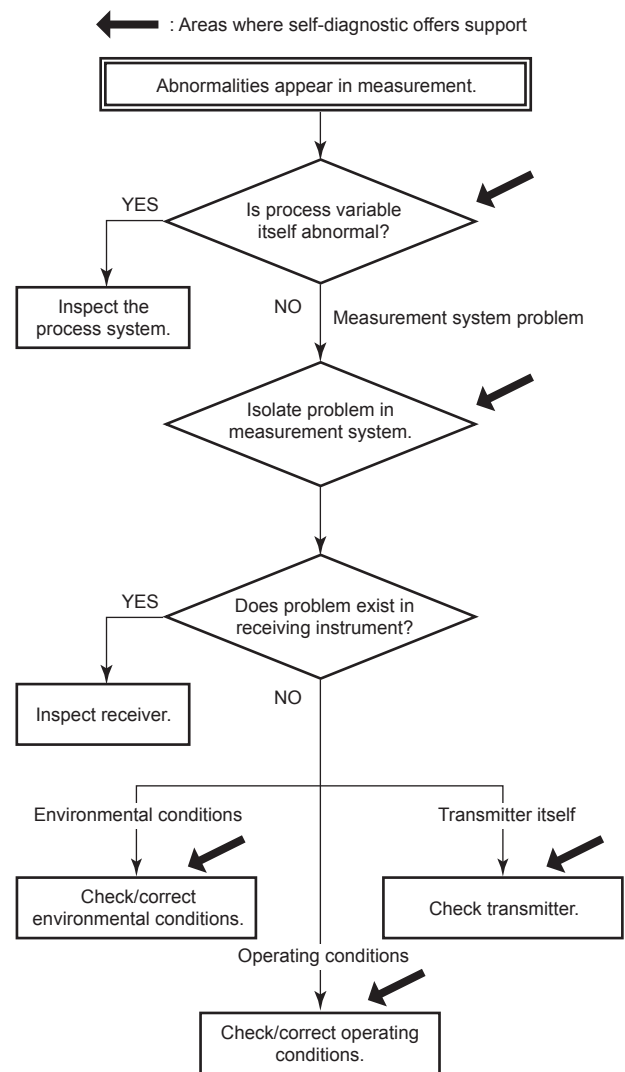 : Areas where self-diagnostic offers support
Abnormalities appear in measurement.
YES
Is process variable
itself abnormal?
Inspect the
process system.
NO
Measurement system problem
Isolate problem in
measurement system.
YES
Does problem exist in
receiving instrument?
Inspect receiver.
NO
Environmental conditions
Transmitter itself
Check/correct
environmental conditions.
Check transmitter.
Operating conditions
Check/correct operating
conditions.